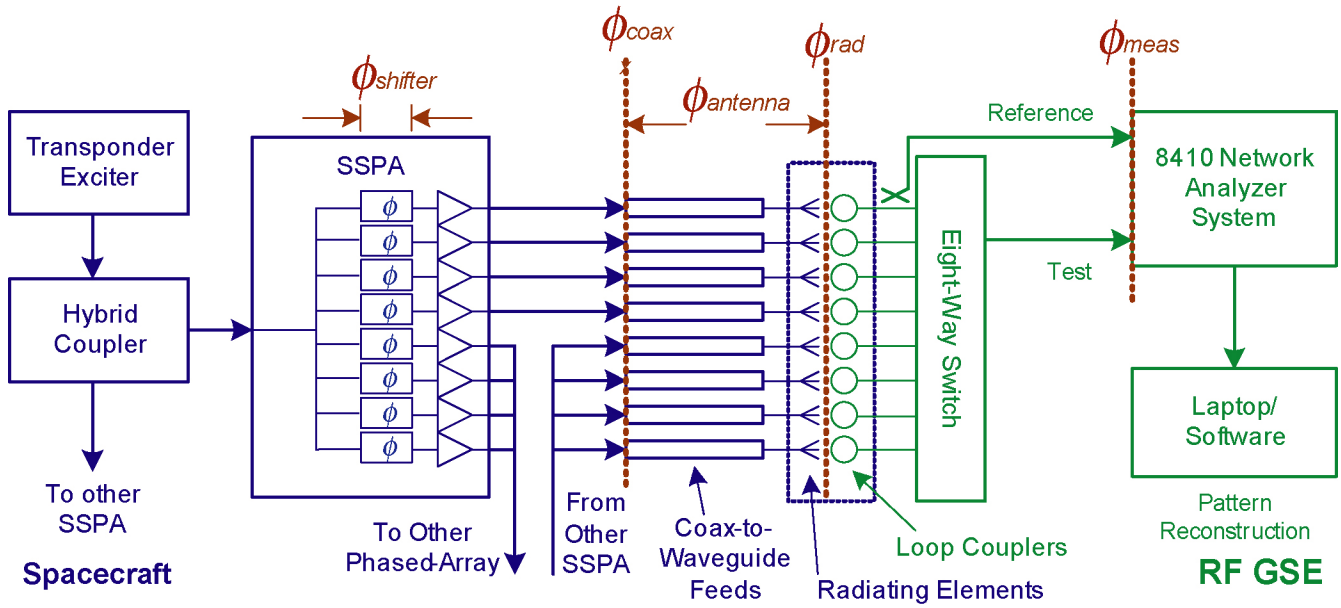 ϕcoax
ϕrad
ϕmeas
ϕshifter
ϕantenna
Reference
Transponder
Exciter
SSPA
8410 Network
Analyzer
System
ϕ
ϕ
ϕ
ϕ
ϕ
ϕ
ϕ
ϕ
Eight-Way Switch
Test
Hybrid
Coupler
Laptop/
Software
To other
SSPA
To Other
Phased-Array
From
Other
SSPA
Coax-to-
Waveguide
Feeds
Loop Couplers
Radiating Elements
Pattern
Reconstruction
Spacecraft
RF GSE